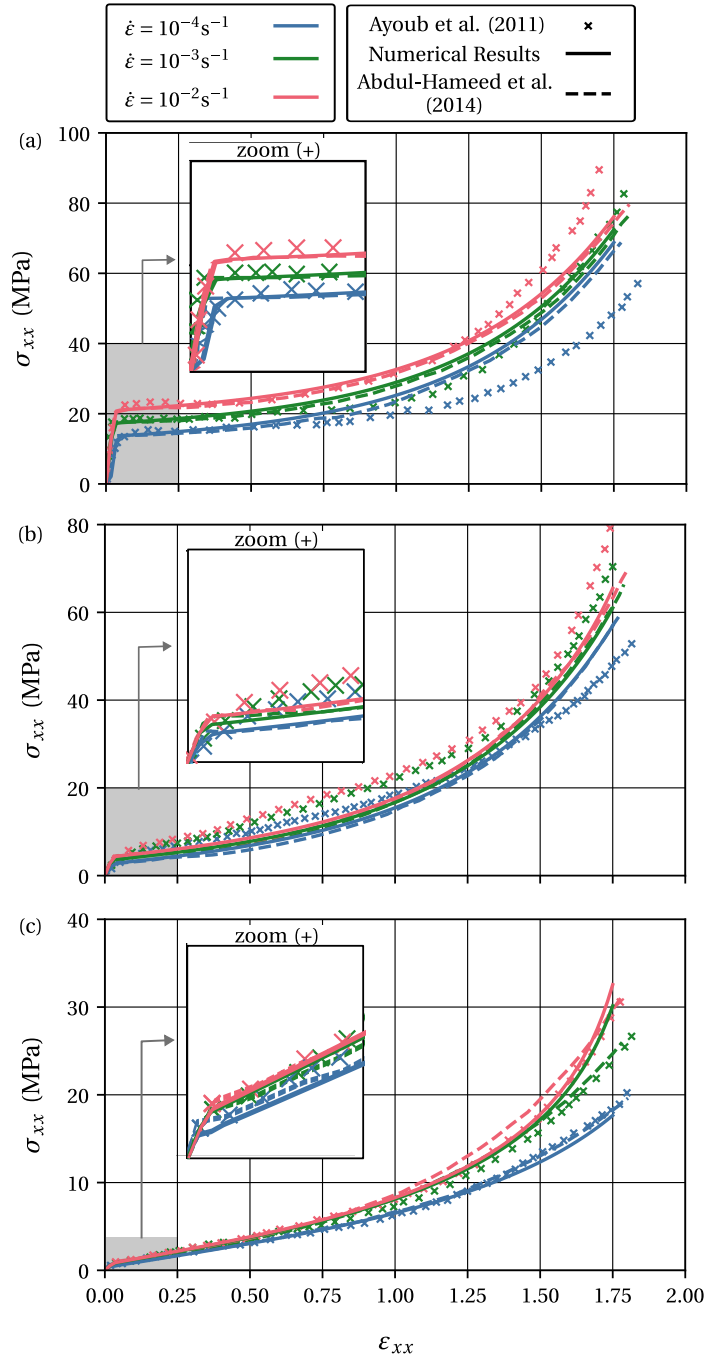 ε̇ = 10⁻⁴s⁻¹
ε̇ = 10⁻³s⁻¹
ε̇ = 10⁻²s⁻¹
Ayoub et al. (2011)
Numerical Results
Abdul-Hameed et al.
(2014)
(a)
zoom (+)
100
80
60
40
20
0
σxx (MPa)
(b)
zoom (+)
80
60
40
20
0
σxx (MPa)
(c)
zoom (+)
40
30
20
10
0
σxx (MPa)
0.00 0.25 0.50 0.75 1.00 1.25 1.50 1.75 2.00
εxx